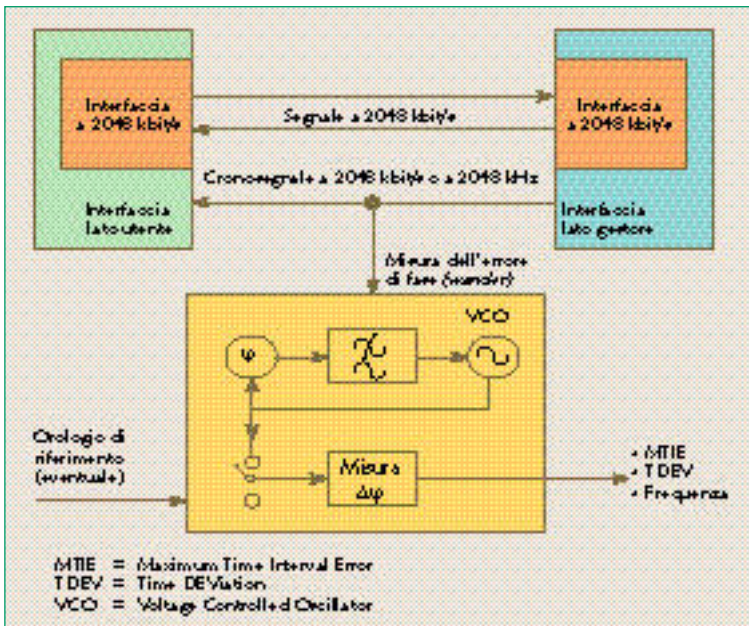 Interfaccia
a 2048 kbit/s
Interfaccia
a 2048 kbit/s
Segnale a 2048 kbit/s
Cronosegnale a 2048 kbit/s o a 2048 kHz
Interfaccia
lato utente
Interfaccia
lato gestore
Misura dell'errore
di fase (wander)
VCO
φ
Orologio di
riferimento
(eventuale)
Misura
Δφ
• MTIE
• TDEV
• Frequenza
MTIE = Maximum Time Interval Error
TDEV = Time DEViation
VCO = Voltage Controlled Oscillator